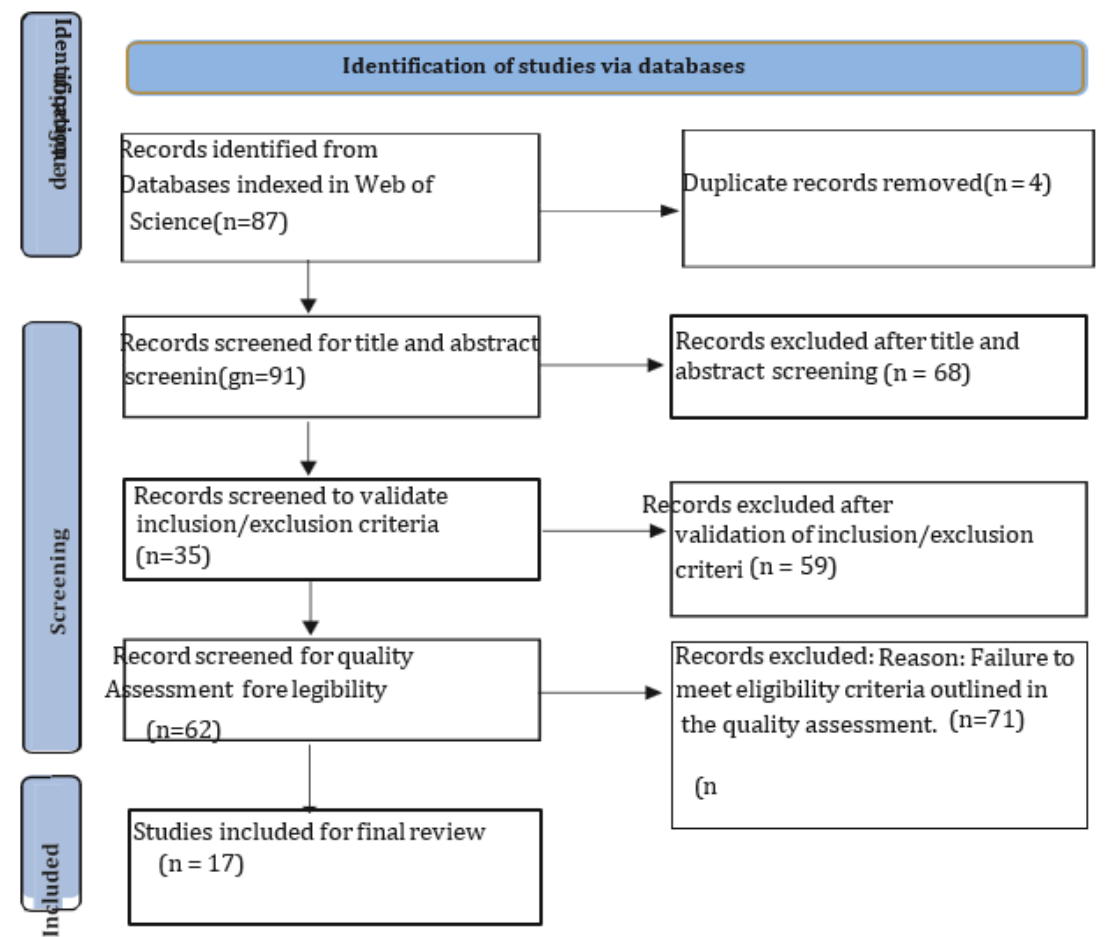 Identification
Identification of studies via databases
Records identified from
Databases indexed in Web of
Science(n=87)
Duplicate records removed(n = 4)
Records screened for title and abstract
screenin(gn=91)
Records excluded after title and
abstract screening (n = 68)
Screening
Records screened to validate
inclusion/exclusion criteria
(n=35)
Records excluded after
validation of inclusion/exclusion
criteri (n = 59)
Record screened for quality
Assessment fore legibility
(n=62)
Records excluded: Reason: Failure to
meet eligibility criteria outlined in
the quality assessment. (n=71)
(n
Included
Studies included for final review
(n = 17)